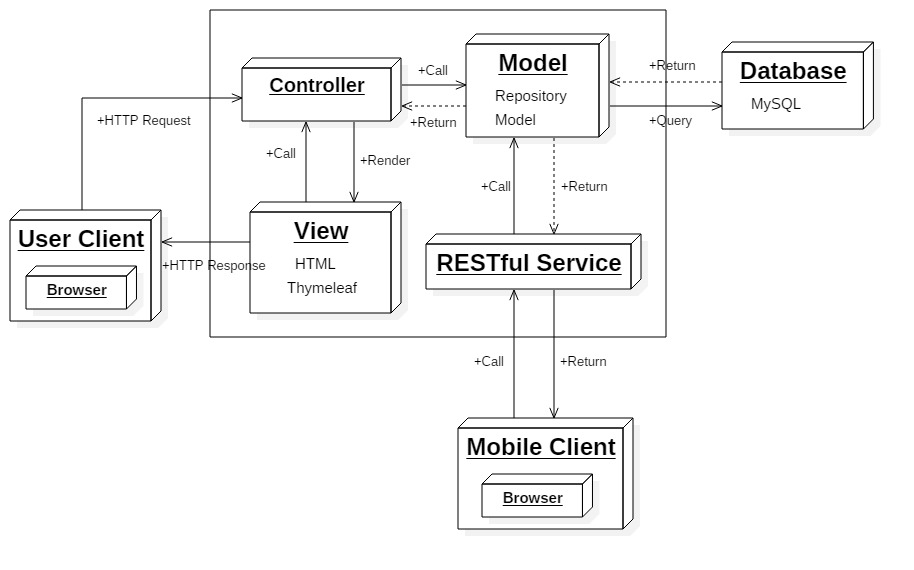 Model
Database
Controller
+Call
+Return
Repository
MySQL
Model
+HTTP Request
+Return
+Query
+Call
+Render
+Call
+Return
User Client
View
+HTTP Response
HTML
RESTful Service
Browser
Thymeleaf
+Call
+Return
Mobile Client
Browser